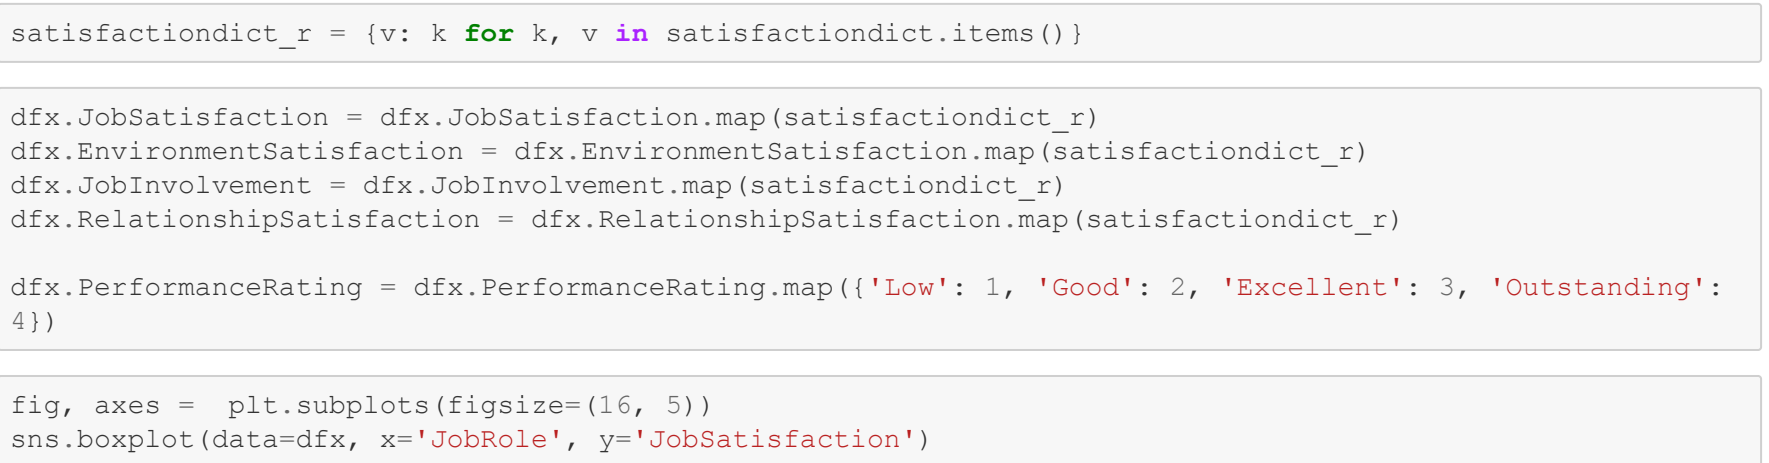 satisfactiondict_r = {v: k for k, v in satisfactiondict.items()}
dfx.JobSatisfaction = dfx.JobSatisfaction.map(satisfactiondict_r)
dfx.EnvironmentSatisfaction = dfx.EnvironmentSatisfaction.map(satisfactiondict_r)
dfx.JobInvolvement = dfx.JobInvolvement.map(satisfactiondict_r)
dfx.RelationshipSatisfaction = dfx.RelationshipSatisfaction.map(satisfactiondict_r)
dfx.PerformanceRating = dfx.PerformanceRating.map({'Low': 1, 'Good': 2, 'Excellent': 3, 'Outstanding':
4})
fig, axes =  plt.subplots(figsize=(16, 5))
sns.boxplot(data=dfx, x='JobRole', y='JobSatisfaction')